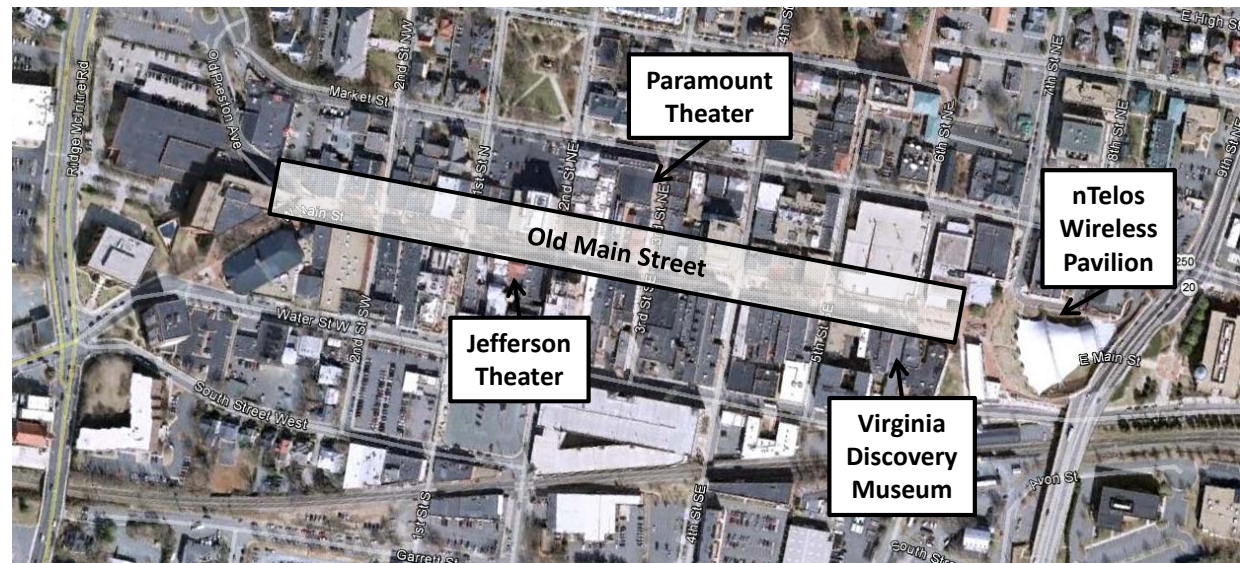 E High St
4th St
2nd St NW
Old Preston Ave
Ridge McIntire Rd
Market St
Paramount
Theater
7th St NE
6th St NE
8th St NE
9th St NE
1st St N
2nd St NE
3rd St NE
nTelos
Wireless
Pavilion
Main St
Old Main Street
250
20
3rd St SE
Water St W
2nd St SW
Jefferson
Theater
5th St
E Main St
South Street West
Virginia
Discovery
Museum
Avon St
1st St S
4th St SE
Garrett St
South Stre